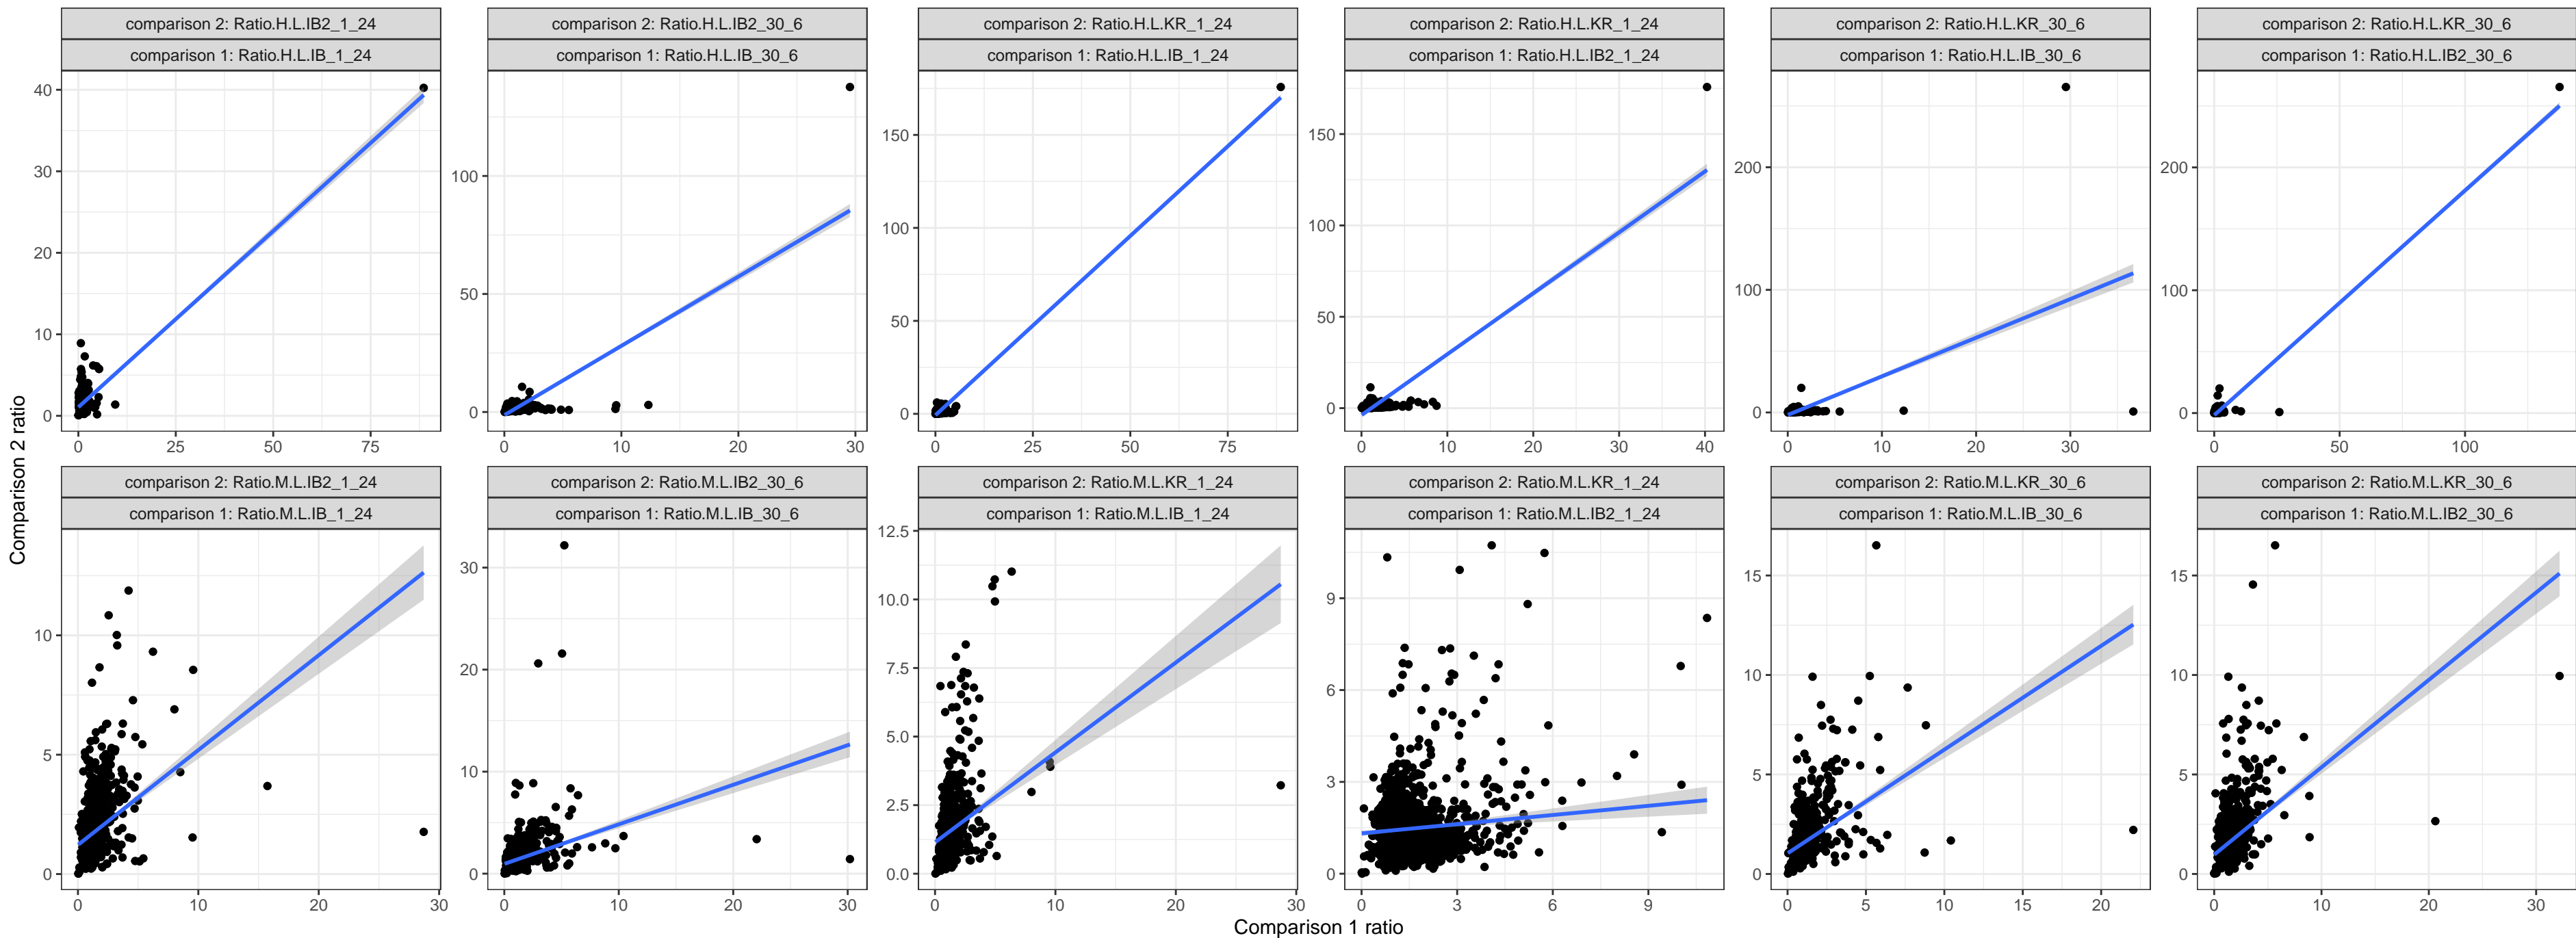 comparison 2: Ratio.H.L.IB2_1_24
comparison 1: Ratio.H.L.IB_1_24
40
30
20
10
0
0 25 50 75
comparison 2: Ratio.H.L.IB2_30_6
comparison 1: Ratio.H.L.IB_30_6
100
50
0
0 10 20 30
comparison 2: Ratio.H.L.KR_1_24
comparison 1: Ratio.H.L.IB_1_24
150
100
50
0
0 25 50 75
comparison 2: Ratio.H.L.KR_1_24
comparison 1: Ratio.H.L.IB2_1_24
150
100
50
0
0 10 20 30 40
comparison 2: Ratio.H.L.KR_30_6
comparison 1: Ratio.H.L.IB_30_6
200
100
0
0 10 20 30
comparison 2: Ratio.H.L.KR_30_6
comparison 1: Ratio.H.L.IB2_30_6
200
100
0
0 50 100
Comparison 2 ratio
comparison 2: Ratio.M.L.IB2_1_24
comparison 1: Ratio.M.L.IB_1_24
10
5
0
0 10 20 30
comparison 2: Ratio.M.L.IB2_30_6
comparison 1: Ratio.M.L.IB_30_6
30
20
10
0
0 10 20 30
comparison 2: Ratio.M.L.KR_1_24
comparison 1: Ratio.M.L.IB_1_24
12.5
10.0
7.5
5.0
2.5
0.0
0 10 20 30
comparison 2: Ratio.M.L.KR_1_24
comparison 1: Ratio.M.L.IB2_1_24
9
6
3
0
0 3 6 9
comparison 2: Ratio.M.L.KR_30_6
comparison 1: Ratio.M.L.IB_30_6
15
10
5
0
0 5 10 15 20
comparison 2: Ratio.M.L.KR_30_6
comparison 1: Ratio.M.L.IB2_30_6
15
10
5
0
0 10 20 30
Comparison 1 ratio